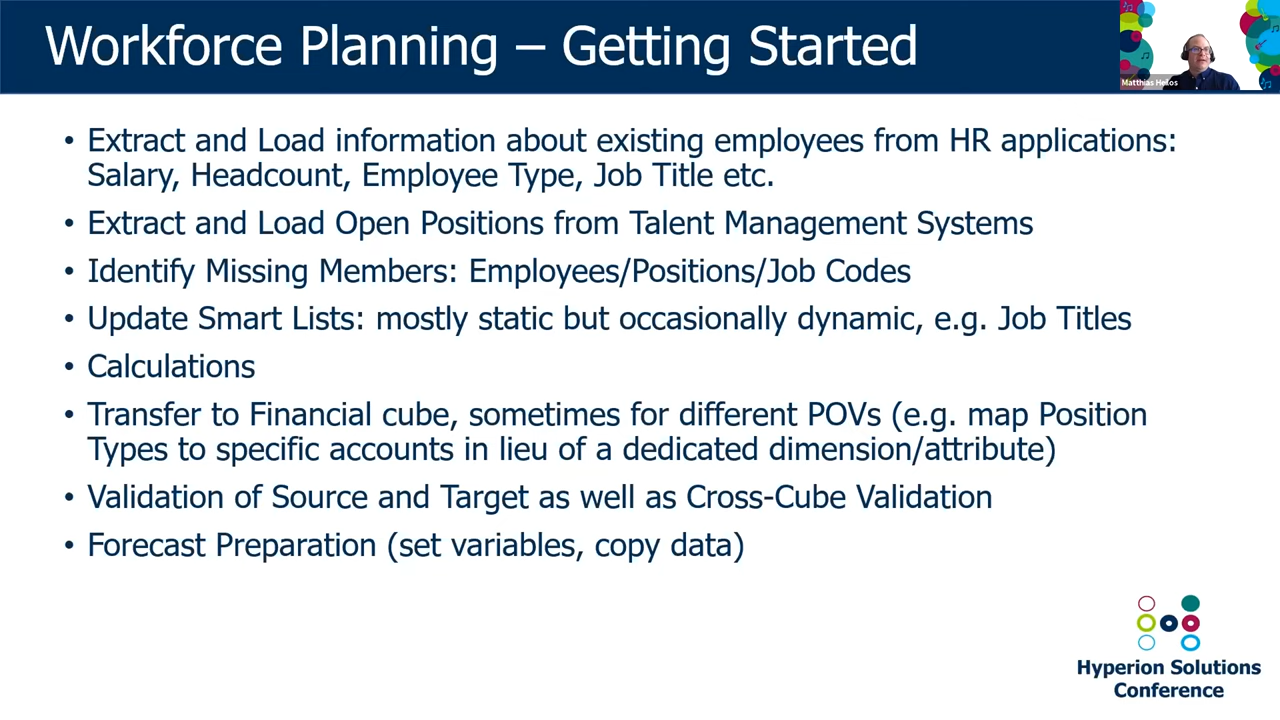 Workforce Planning – Getting Started
Matthias Heilos
• Extract and Load information about existing employees from HR applications:
Salary, Headcount, Employee Type, Job Title etc.
• Extract and Load Open Positions from Talent Management Systems
• Identify Missing Members: Employees/Positions/Job Codes
• Update Smart Lists: mostly static but occasionally dynamic, e.g. Job Titles
• Calculations
• Transfer to Financial cube, sometimes for different POVs (e.g. map Position
Types to specific accounts in lieu of a dedicated dimension/attribute)
• Validation of Source and Target as well as Cross-Cube Validation
• Forecast Preparation (set variables, copy data)
Hyperion Solutions
Conference